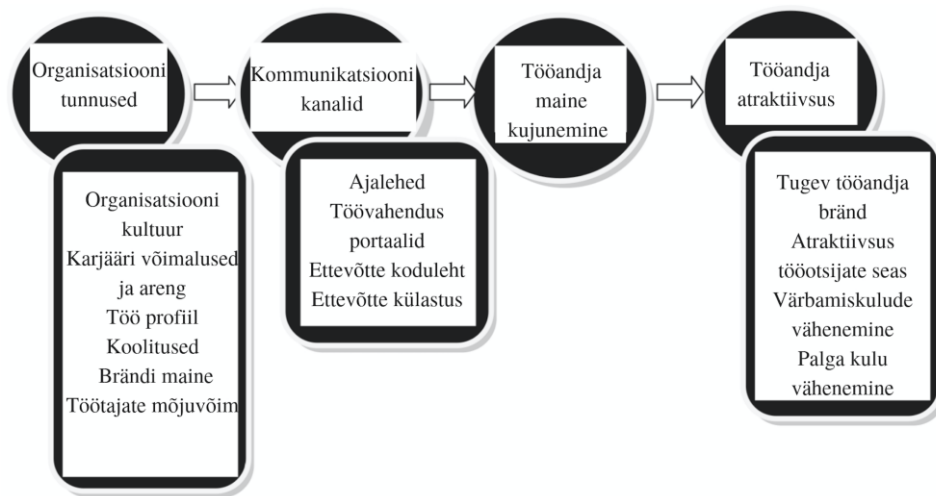 Organisatsiooni
tunnused
Kommunikatsiooni
kanalid
Tööandja
maine
kujunemine
Tööandja
atraktiivsus
Organisatsiooni
kultuur
Karjääri võimalused
ja areng
Töö profiil
Koolitused
Brändi maine
Töötajate mõjuvõim
Ajalehed
Töövahendus
portaalid
Ettevõtte koduleht
Ettevõtte külastus
Tugev tööandja
bränd
Atraktiivsus
tööotsijate seas
Värbamiskulude
vähenemine
Palga kulu
vähenemine